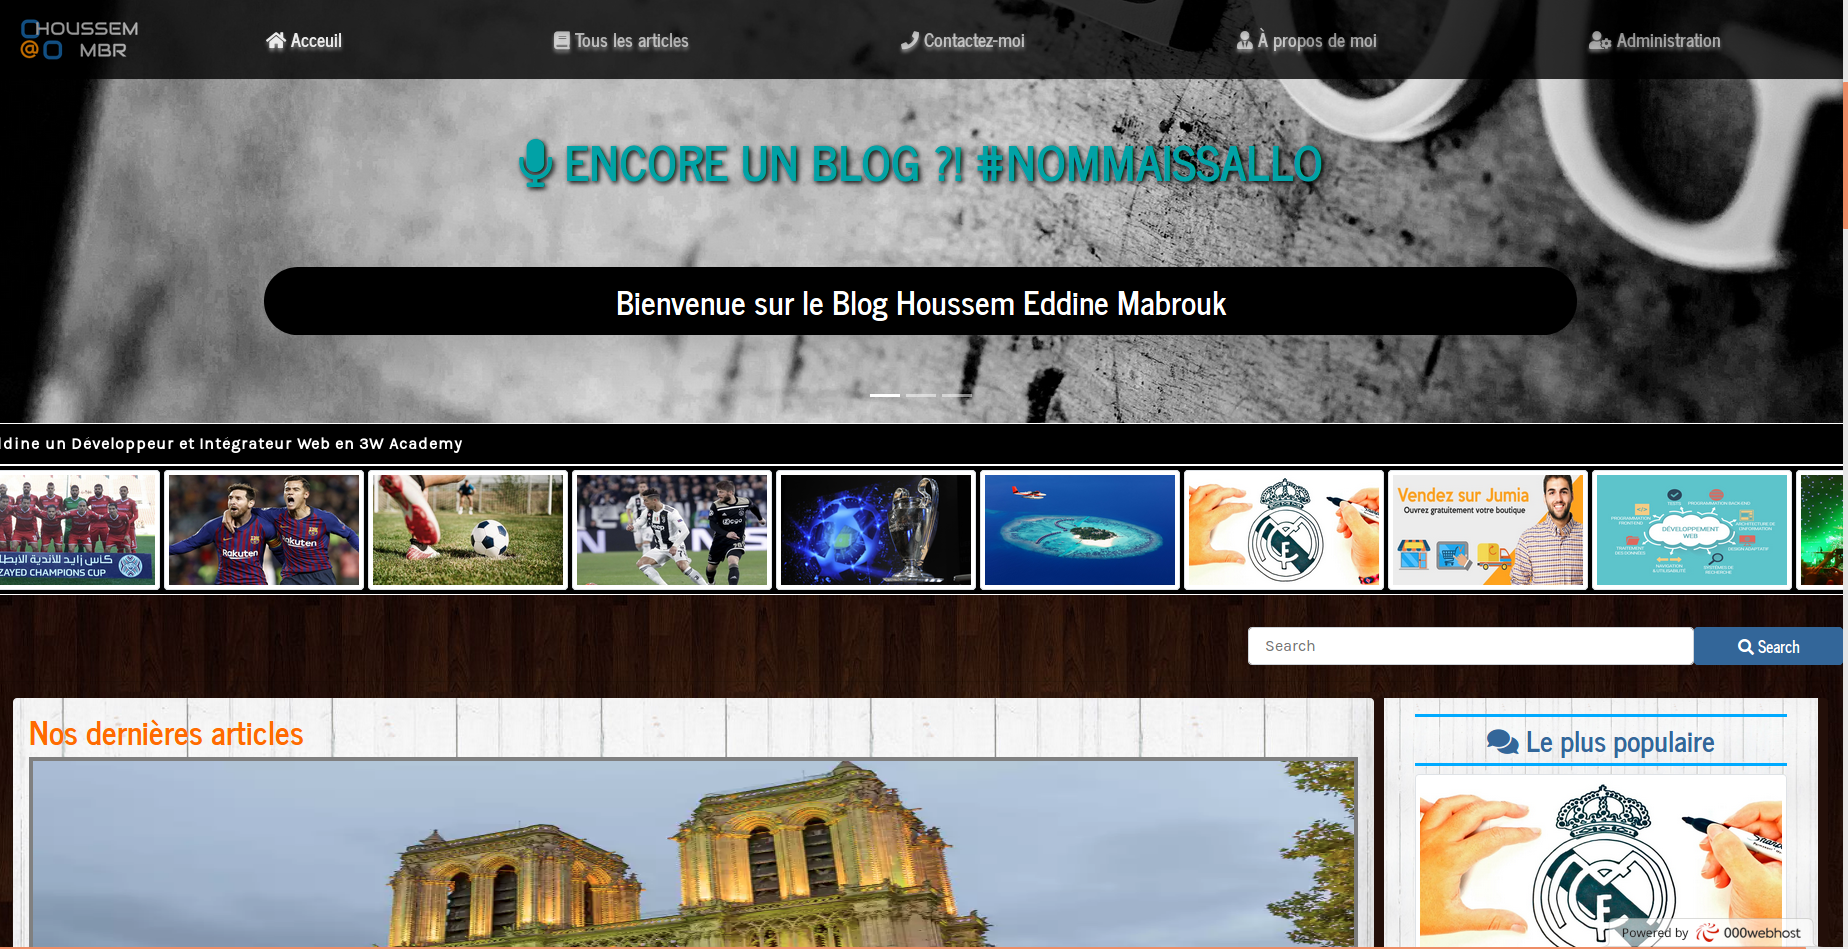 HOUSSEM
@ MBR
Acceuil
Tous les articles
Contactez-moi
À propos de moi
Administration
ENCORE UN BLOG ?! #NOMMAISSALLO
Bienvenue sur le Blog Houssem Eddine Mabrouk
ddine un Développeur et Intégrateur Web en 3W Academy
كأس زايد للأندية الأبطال
ZAYED CHAMPIONS CUP
Rakuten
Rakuten
Vendez sur Jumia
Ouvrez gratuitement votre boutique
DÉVELOPPEMENT
WEB
Search
Search
Nos dernières articles
Le plus populaire
Sharpie
Powered by 000webhost